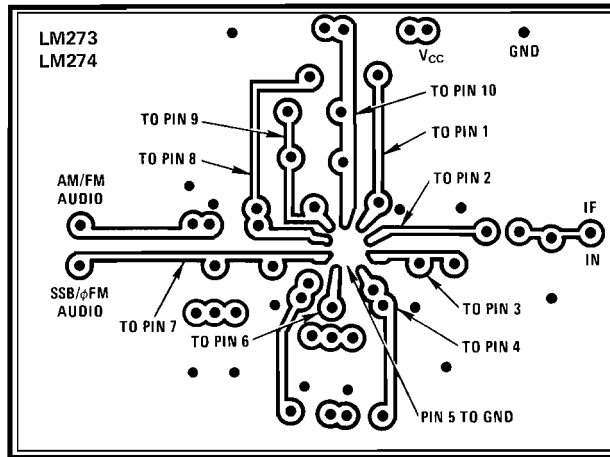 LM273
LM274
VCC
GND
TO PIN 10
TO PIN 9
TO PIN 1
TO PIN 8
AM/FM
AUDIO
TO PIN 2
IF
IN
SSB/ϕFM
AUDIO
TO PIN 7
TO PIN 3
TO PIN 6
TO PIN 4
PIN 5 TO GND